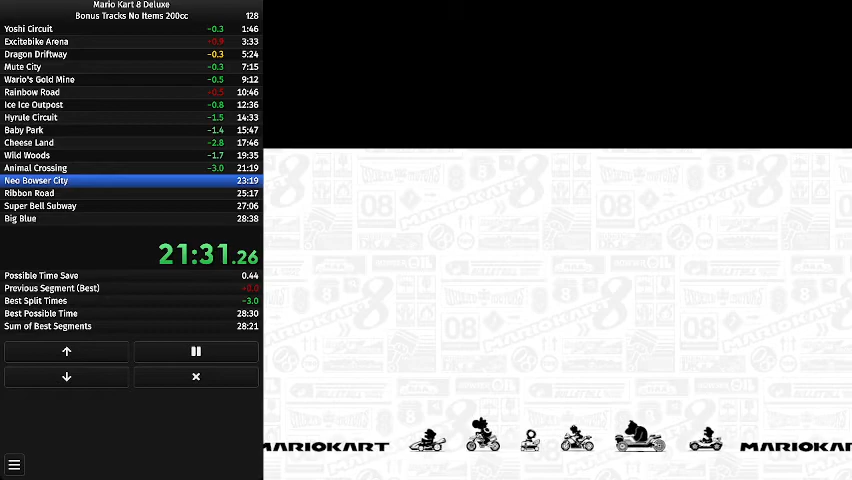 Mario Kart 8 Deluxe
Bonus Tracks No Items 200cc 128
Yoshi Circuit -0.3 1:46
Excitebike Arena -0.9 3:33
Dragon Driftway -0.3 5:24
Mute City -0.3 7:15
Wario's Gold Mine -0.5 9:12
Rainbow Road +0.5 10:46
Ice Ice Outpost -0.8 12:36
Hyrule Circuit -1.5 14:33
Baby Park -1.4 15:47
Cheese Land -2.8 17:46
Wild Woods -1.7 19:35
Animal Crossing -3.0 21:19
Neo Bowser City 23:19
Ribbon Road 25:17
Super Bell Subway 27:06
Big Blue 28:38
21:31.26
Possible Time Save 0.44
Previous Segment (Best) +0.0
Best Split Times -3.0
Best Possible Time 28:30
Sum of Best Segments 28:21
MARIOKART MARIOKART